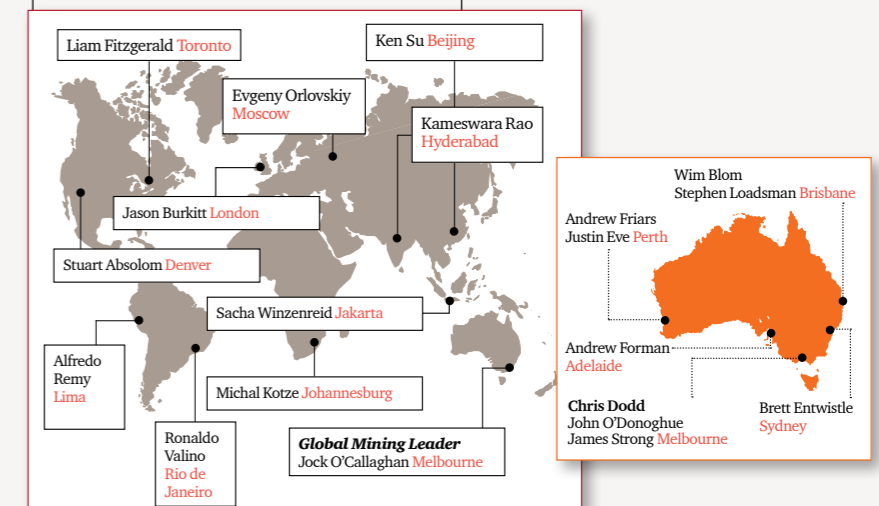 Liam Fitzgerald Toronto
Ken Su Beijing
Evgeny Orlovskiy
Moscow
Kameswara Rao
Hyderabad
Jason Burkitt London
Stuart Absolom Denver
Sacha Winzenreid Jakarta
Alfredo
Remy
Lima
Michal Kotze Johannesburg
Ronaldo
Valino
Rio de
Janeiro
Global Mining Leader
Jock O'Callaghan Melbourne
Wim Blom
Stephen Loadsman Brisbane
Andrew Friars
Justin Eve Perth
Andrew Forman
Adelaide
Chris Dodd
John O'Donoghue
James Strong Melbourne
Brett Entwistle
Sydney